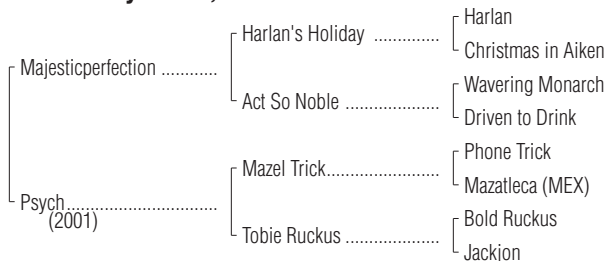 Harlan
Harlan's Holiday ..............
Christmas in Aiken
Majesticperfection ............
Wavering Monarch
Act So Noble ....................
Driven to Drink
Phone Trick
Mazel Trick........................
Mazatleca (MEX)
Psych................................
(2001)
Bold Ruckus
Tobie Ruckus ....................
Jackjon